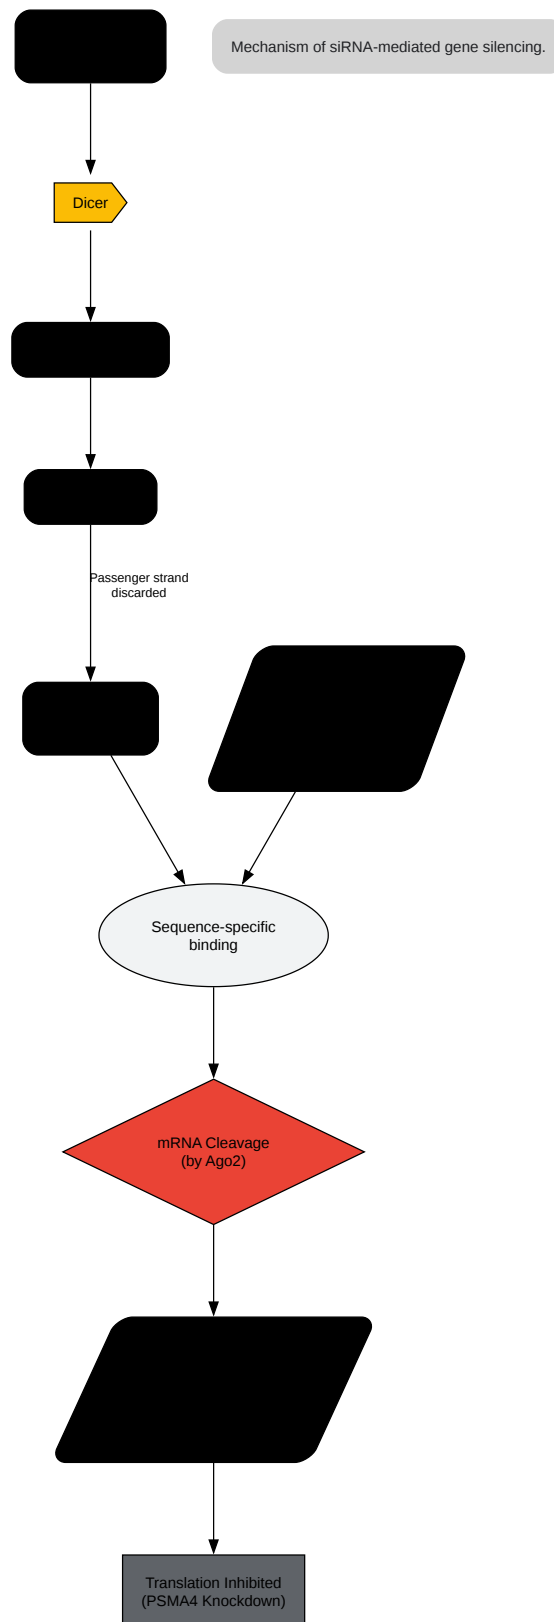 Mechanism of siRNA-mediated gene silencing.
Dicer
Passenger strand
discarded
Sequence-specific
binding
mRNA Cleavage
(by Ago2)
Translation Inhibited
(PSMA4 Knockdown)